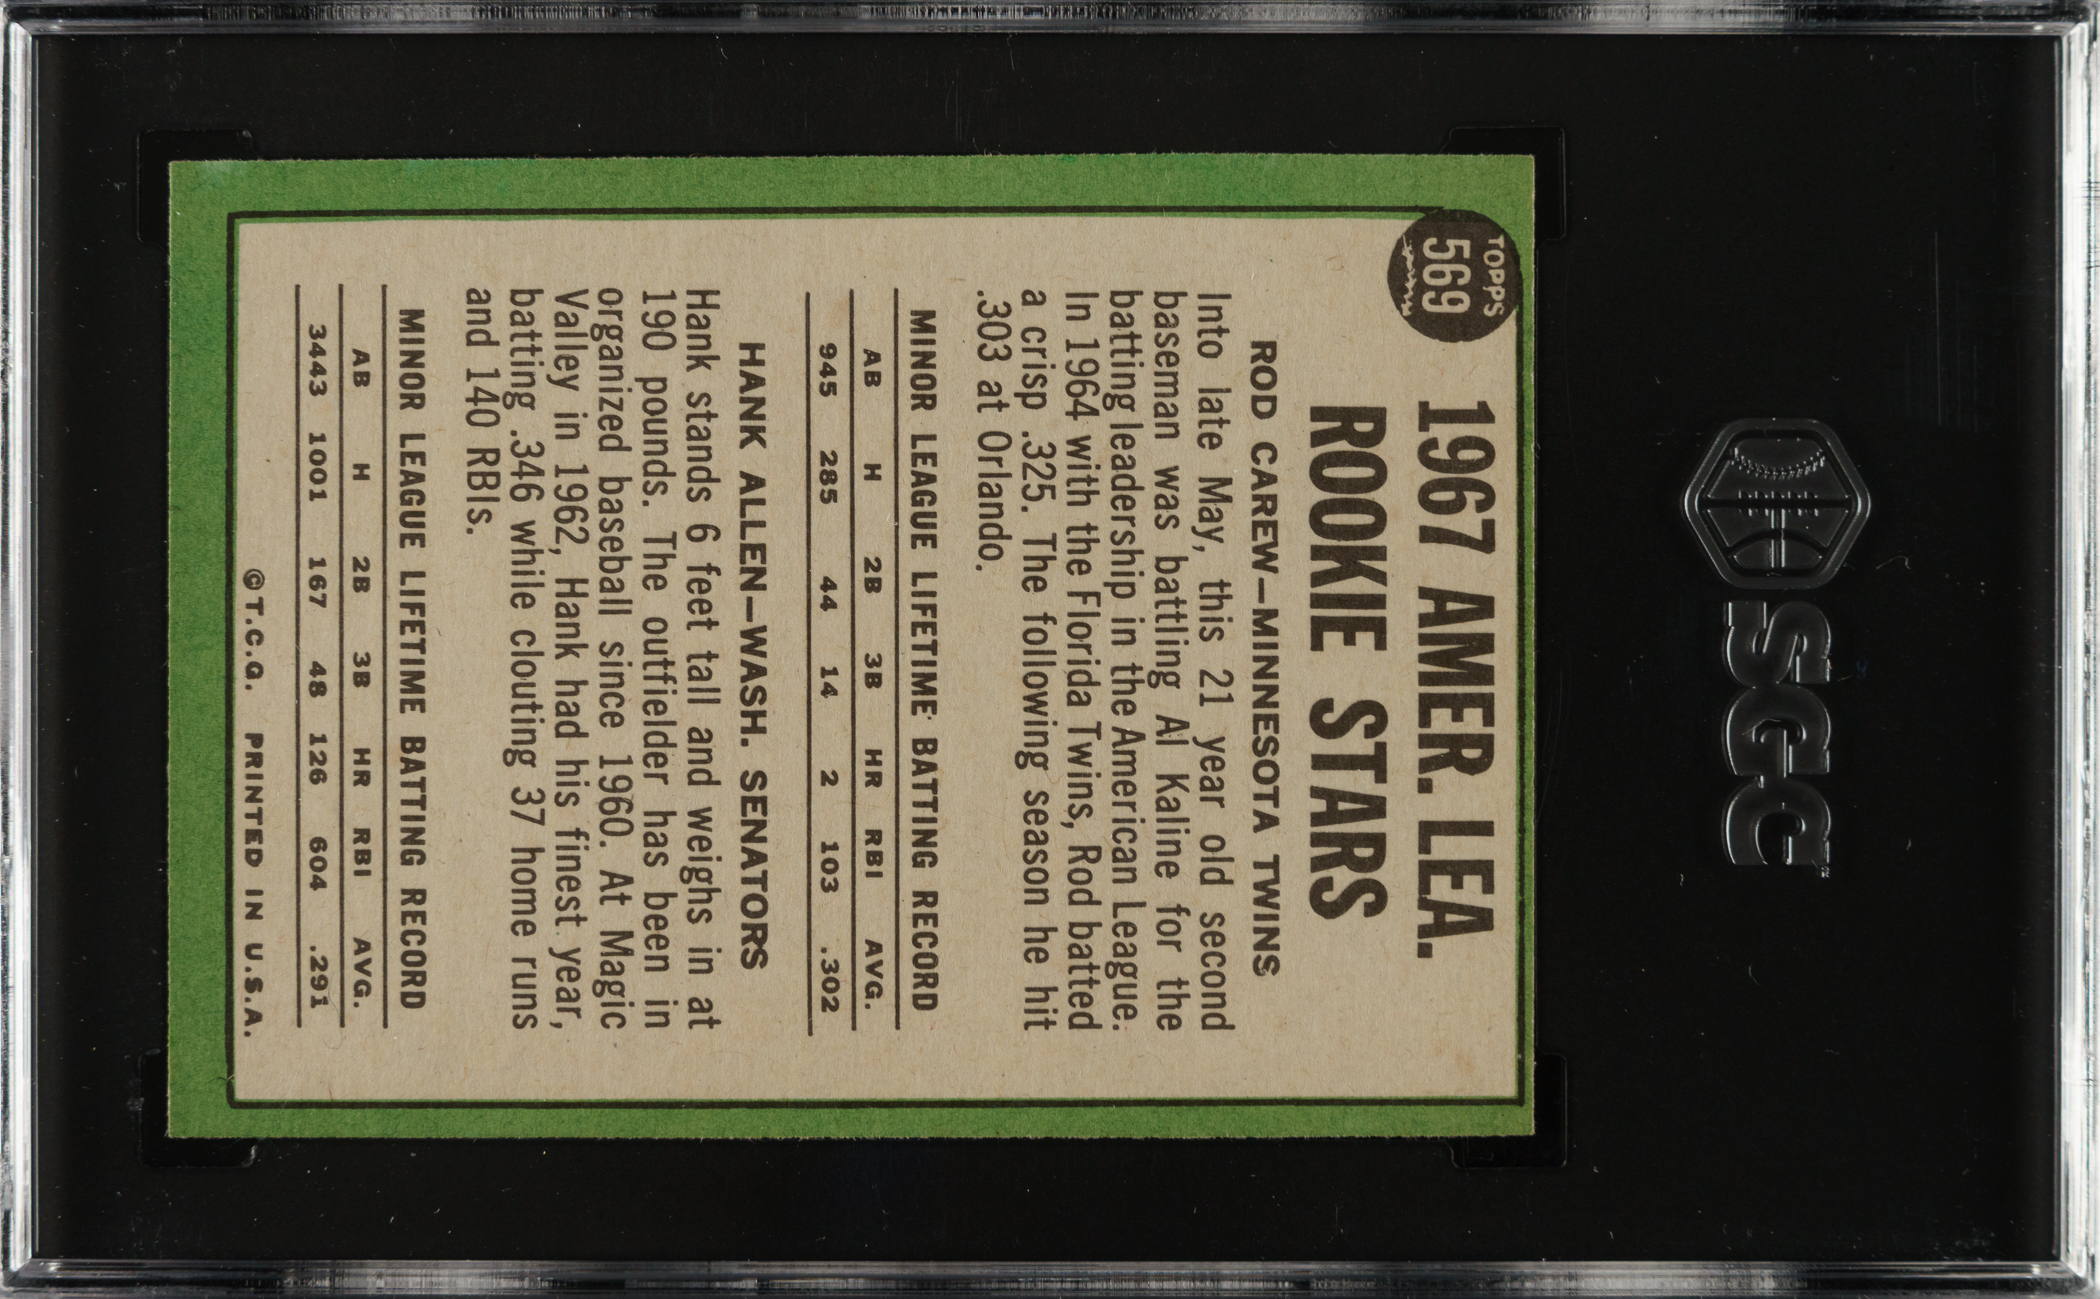 SGC
TOPPS
569
1967 AMER. LEA.
ROOKIE STARS
ROD CAREW—MINNESOTA TWINS
Into late May, this 21 year old second
baseman was battling Al Kaline for the
batting leadership in the American League.
In 1964 with the Florida Twins, Rod batted
a crisp .325. The following season he hit
.303 at Orlando.
MINOR LEAGUE LIFETIME BATTING RECORD
AB H 2B 3B HR RBI AVG.
945 285 44 14 2 103 .302
HANK ALLEN—WASH. SENATORS
Hank stands 6 feet tall and weighs in at
190 pounds. The outfielder has been in
organized baseball since 1960. At Magic
Valley in 1962, Hank had his finest year,
batting .346 while clouting 37 home runs
and 140 RBIs.
MINOR LEAGUE LIFETIME BATTING RECORD
AB H 2B 3B HR RBI AVG.
3443 1001 167 48 126 604 .291
©T.C.G. PRINTED IN U.S.A.